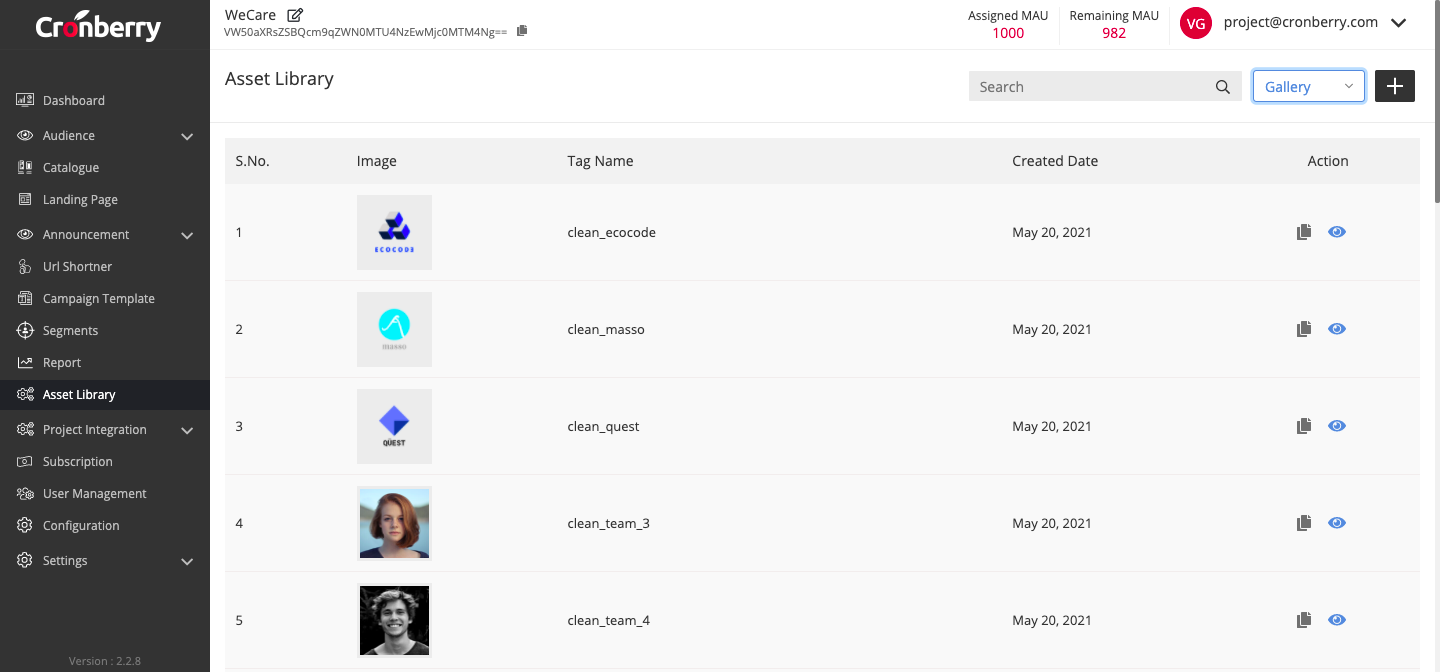 Cronberry
WeCare
VW50aXRsZSBQcm9qZWN0MTU4NzEwMjc0MTM4Ng==
Assigned MAU
1000
Remaining MAU
982
VG
project@cronberry.com
Dashboard
Audience
Catalogue
Landing Page
Announcement
Url Shortner
Campaign Template
Segments
Report
Asset Library
Project Integration
Subscription
User Management
Configuration
Settings
Version : 2.2.8
Asset Library
Search
Gallery
S.No. Image Tag Name Created Date Action
1 ECOCODE clean_ecocode May 20, 2021
2 masso clean_masso May 20, 2021
3 QUEST clean_quest May 20, 2021
4 clean_team_3 May 20, 2021
5 clean_team_4 May 20, 2021